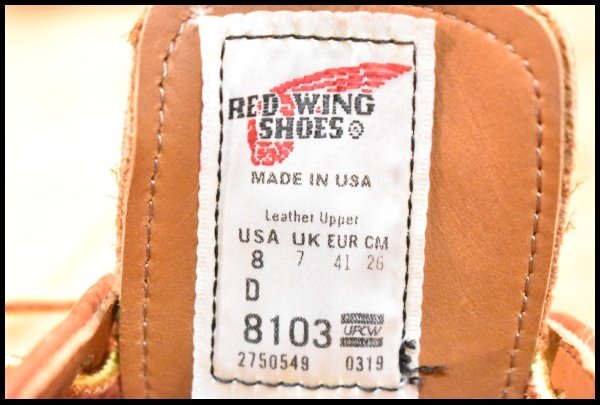 RED WING
SHOES®
MADE IN USA
Leather Upper
USA UK EUR CM
8 7 41 26
D
8103 UFCW
2750549 0319